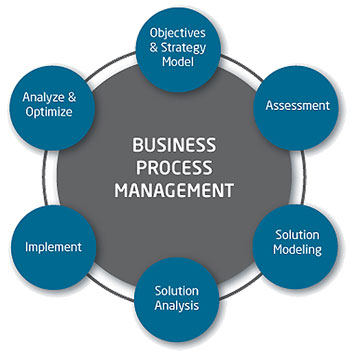 Objectives
& Strategy
Model
Assessment
Solution
Modeling
Solution
Analysis
Implement
Analyze &
Optimize
BUSINESS
PROCESS
MANAGEMENT